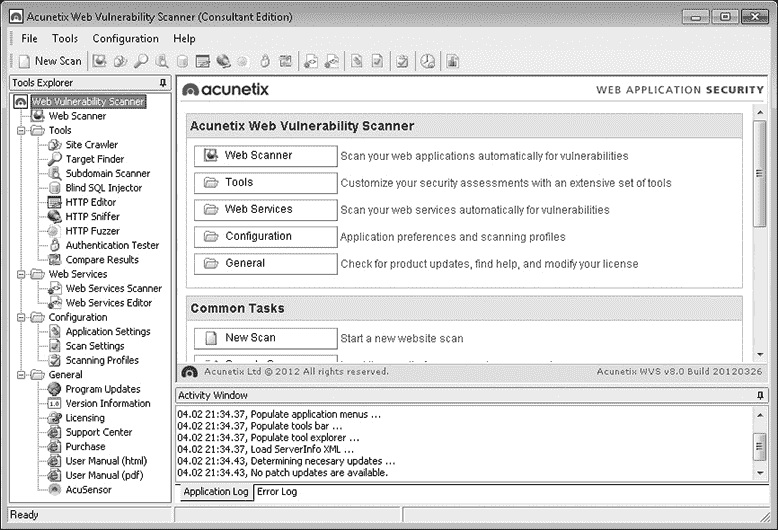 Acunetix Web Vulnerability Scanner (Consultant Edition)
File Tools Configuration Help
New Scan
Tools Explorer
Web Vulnerability Scanner
Web Scanner
Tools
Site Crawler
Target Finder
Subdomain Scanner
Blind SQL Injector
HTTP Editor
HTTP Sniffer
HTTP Fuzzer
Authentication Tester
Compare Results
Web Services
Web Services Scanner
Web Services Editor
Configuration
Application Settings
Scan Settings
Scanning Profiles
General
Program Updates
Version Information
Licensing
Support Center
Purchase
User Manual (html)
User Manual (pdf)
AcuSensor
acunetix WEB APPLICATION SECURITY
Acunetix Web Vulnerability Scanner
Web Scanner Scan your web applications automatically for vulnerabilities
Tools Customize your security assessments with an extensive set of tools
Web Services Scan your web services automatically for vulnerabilities
Configuration Application preferences and scanning profiles
General Check for product updates, find help, and modify your license
Common Tasks
New Scan Start a new website scan
Acunetix Ltd © 2012 All rights reserved. Acunetix WVS v8.0 Build 20120326
Activity Window
04.02 21:34.37, Populate application menus ...
04.02 21:34.37, Populate tools bar ...
04.02 21:34.37, Populate tool explorer ...
04.02 21:34.37, Load ServerInfo XML ...
04.02 21:34.43, Determining necesary updates ...
04.02 21:34.43, No patch updates are available.
Application Log Error Log
Ready